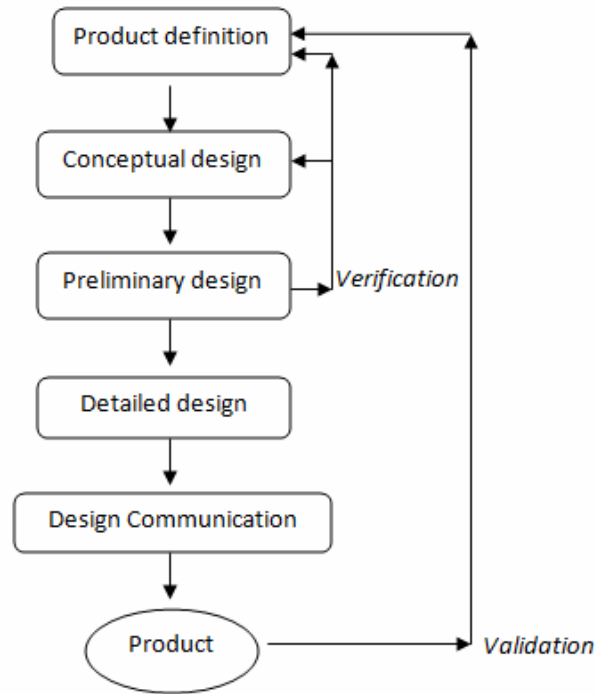 Product definition
Conceptual design
Preliminary design
Verification
Detailed design
Design Communication
Product
Validation